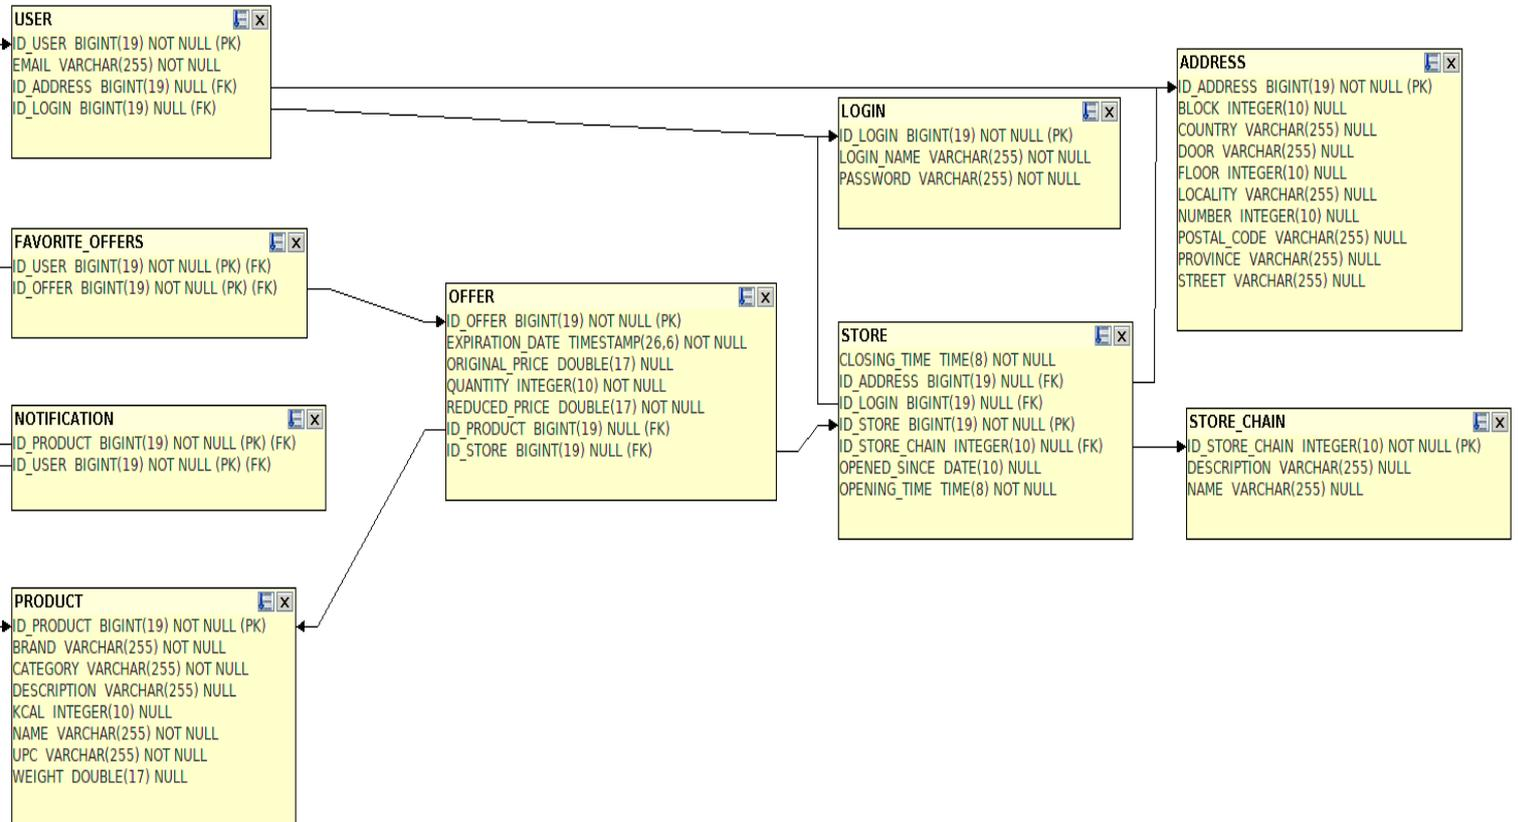 USER
ID_USER BIGINT(19) NOT NULL (PK)
EMAIL VARCHAR(255) NOT NULL
ID_ADDRESS BIGINT(19) NULL (FK)
ID_LOGIN BIGINT(19) NULL (FK)
ADDRESS
ID_ADDRESS BIGINT(19) NOT NULL (PK)
BLOCK INTEGER(10) NULL
COUNTRY VARCHAR(255) NULL
DOOR VARCHAR(255) NULL
FLOOR INTEGER(10) NULL
LOCALITY VARCHAR(255) NULL
NUMBER INTEGER(10) NULL
POSTAL_CODE VARCHAR(255) NULL
PROVINCE VARCHAR(255) NULL
STREET VARCHAR(255) NULL
LOGIN
ID_LOGIN BIGINT(19) NOT NULL (PK)
LOGIN_NAME VARCHAR(255) NOT NULL
PASSWORD VARCHAR(255) NOT NULL
FAVORITE_OFFERS
ID_USER BIGINT(19) NOT NULL (PK) (FK)
ID_OFFER BIGINT(19) NOT NULL (PK) (FK)
OFFER
ID_OFFER BIGINT(19) NOT NULL (PK)
EXPIRATION_DATE TIMESTAMP(26,6) NOT NULL
ORIGINAL_PRICE DOUBLE(17) NULL
QUANTITY INTEGER(10) NOT NULL
REDUCED_PRICE DOUBLE(17) NOT NULL
ID_PRODUCT BIGINT(19) NULL (FK)
ID_STORE BIGINT(19) NULL (FK)
STORE
CLOSING_TIME TIME(8) NOT NULL
ID_ADDRESS BIGINT(19) NULL (FK)
ID_LOGIN BIGINT(19) NULL (FK)
ID_STORE BIGINT(19) NOT NULL (PK)
ID_STORE_CHAIN INTEGER(10) NULL (FK)
OPENED_SINCE DATE(10) NULL
OPENING_TIME TIME(8) NOT NULL
NOTIFICATION
ID_PRODUCT BIGINT(19) NOT NULL (PK) (FK)
ID_USER BIGINT(19) NOT NULL (PK) (FK)
STORE_CHAIN
ID_STORE_CHAIN INTEGER(10) NOT NULL (PK)
DESCRIPTION VARCHAR(255) NULL
NAME VARCHAR(255) NULL
PRODUCT
ID_PRODUCT BIGINT(19) NOT NULL (PK)
BRAND VARCHAR(255) NOT NULL
CATEGORY VARCHAR(255) NOT NULL
DESCRIPTION VARCHAR(255) NULL
KCAL INTEGER(10) NULL
NAME VARCHAR(255) NOT NULL
UPC VARCHAR(255) NOT NULL
WEIGHT DOUBLE(17) NULL